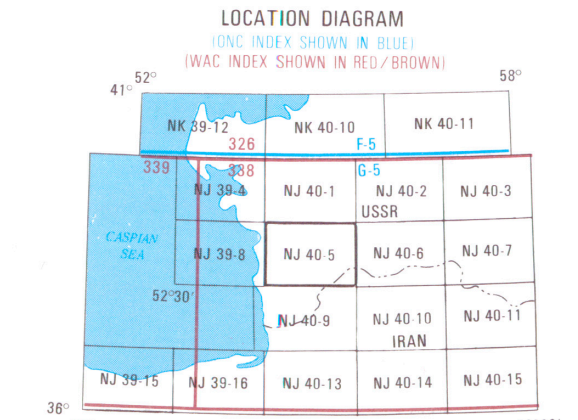 LOCATION DIAGRAM
(ONC INDEX SHOWN IN BLUE)
(WAC INDEX SHOWN IN RED/BROWN)
52° 58°
41°
NK 39-12 NK 40-10 NK 40-11
326 F-5
339 388 G-5
NJ 39-4 NJ 40-1 NJ 40-2 NJ 40-3
USSR
CASPIAN
SEA
NJ 39-8 NJ 40-5 NJ 40-6 NJ 40-7
52°30'
NJ 40-9 NJ 40-10 NJ 40-11
IRAN
NJ 39-15 NJ 39-16 NJ 40-13 NJ 40-14 NJ 40-15
36°